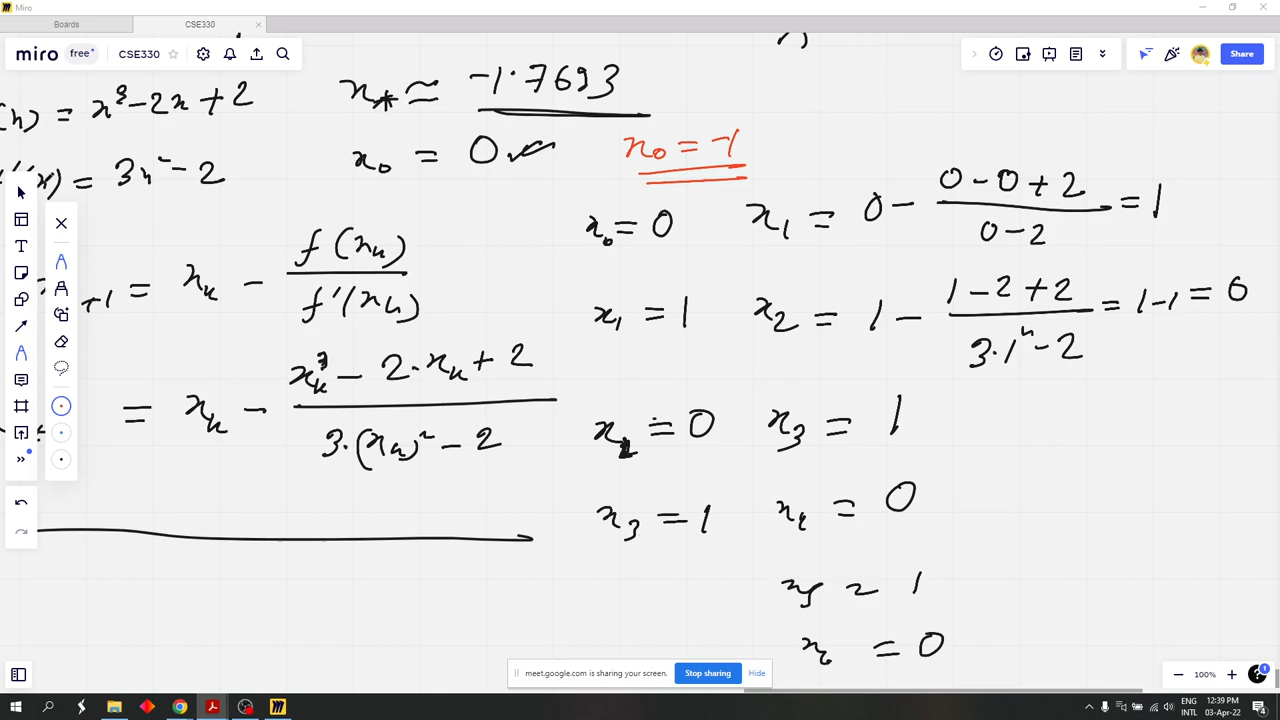 Miro
Boards
CSE330
miro
free
CSE330
Share
(x) = x³ - 2x + 2
x* ≈ -1.7693
x₀ = 0
x₀ = -1
(x) = 3x² - 2
x₀ = 0
x₁ = 0 - (0 - 0 + 2)/(0 - 2) = 1
+1 = xₖ - f(xₖ)/f'(xₖ)
x₁ = 1
x₂ = 1 - (1 - 2 + 2)/(3·1² - 2) = 1 - 1 = 0
= xₖ - (xₖ³ - 2·xₖ + 2)/(3·(xₖ)² - 2)
x₂ = 0
x₃ = 1
x₃ = 1
x₄ = 0
x₅ = 1
x₆ = 0
meet.google.com is sharing your screen.
Stop sharing
Hide
100%
1
ENG
INTL
12:39 PM
03-Apr-22
4